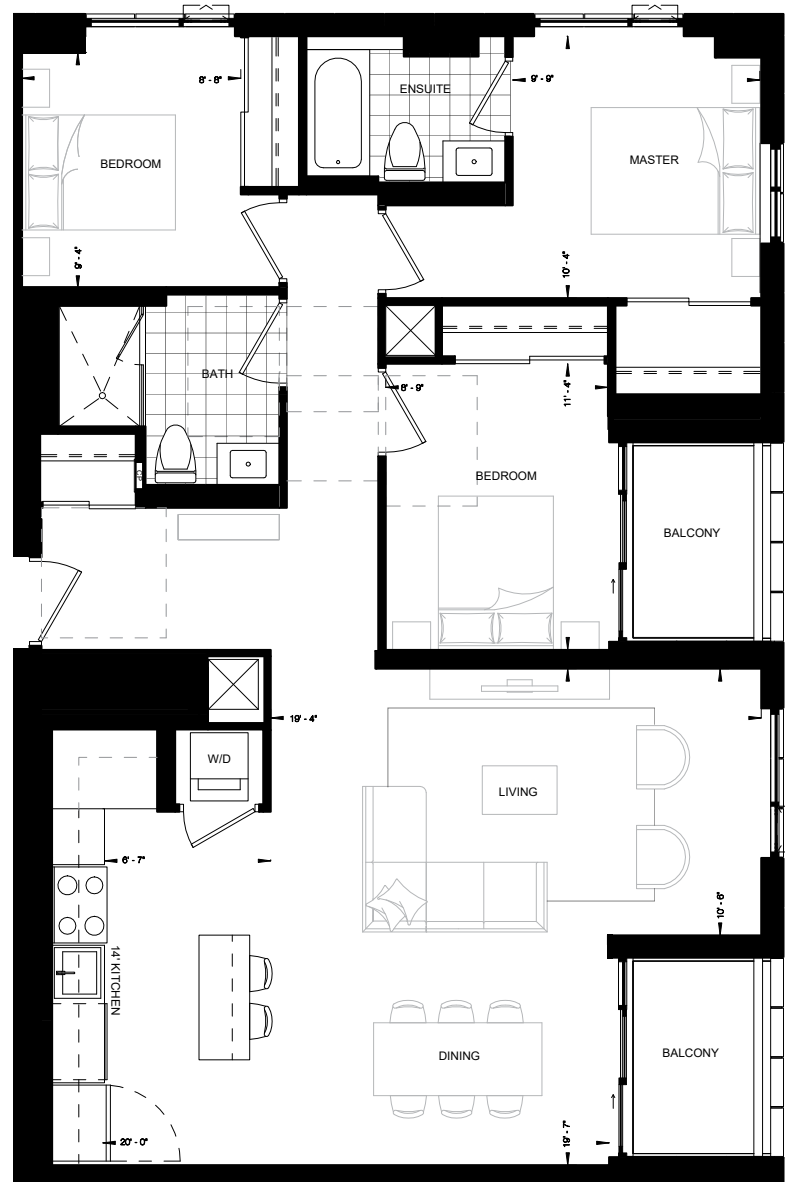 8' - 8"
ENSUITE
9' - 9"
BEDROOM
MASTER
9' - 4"
10' - 4"
BATH
8' - 9"
11' - 4"
BEDROOM
BALCONY
19' - 4"
W/D
LIVING
6' - 7"
10' - 6"
14' KITCHEN
DINING
BALCONY
20' - 0"
19' - 7"